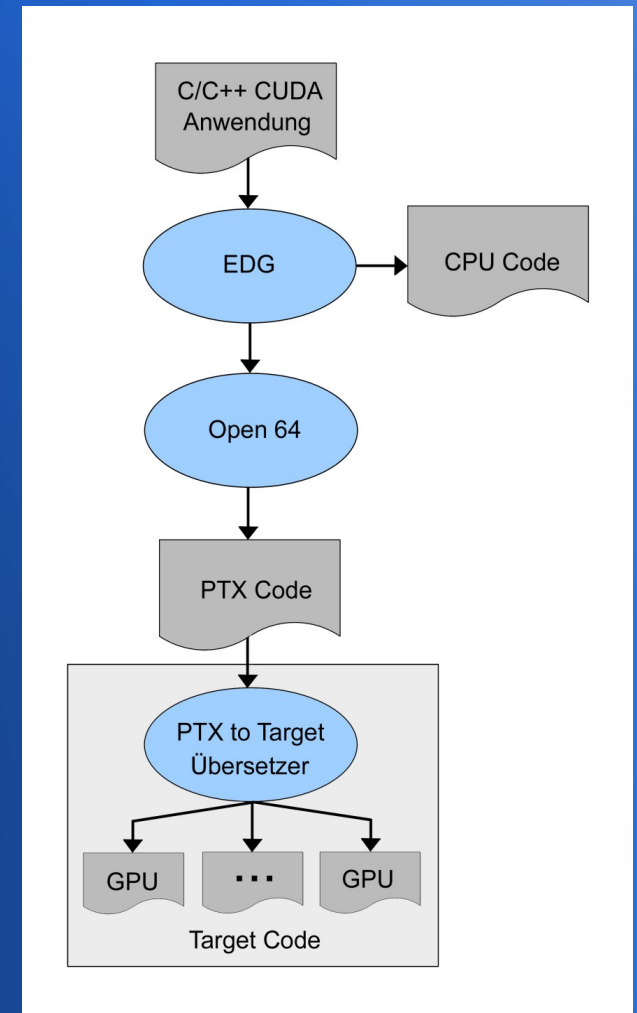 C/C++ CUDA
Anwendung
EDG
CPU Code
Open 64
PTX Code
PTX to Target
Übersetzer
GPU
...
GPU
Target Code